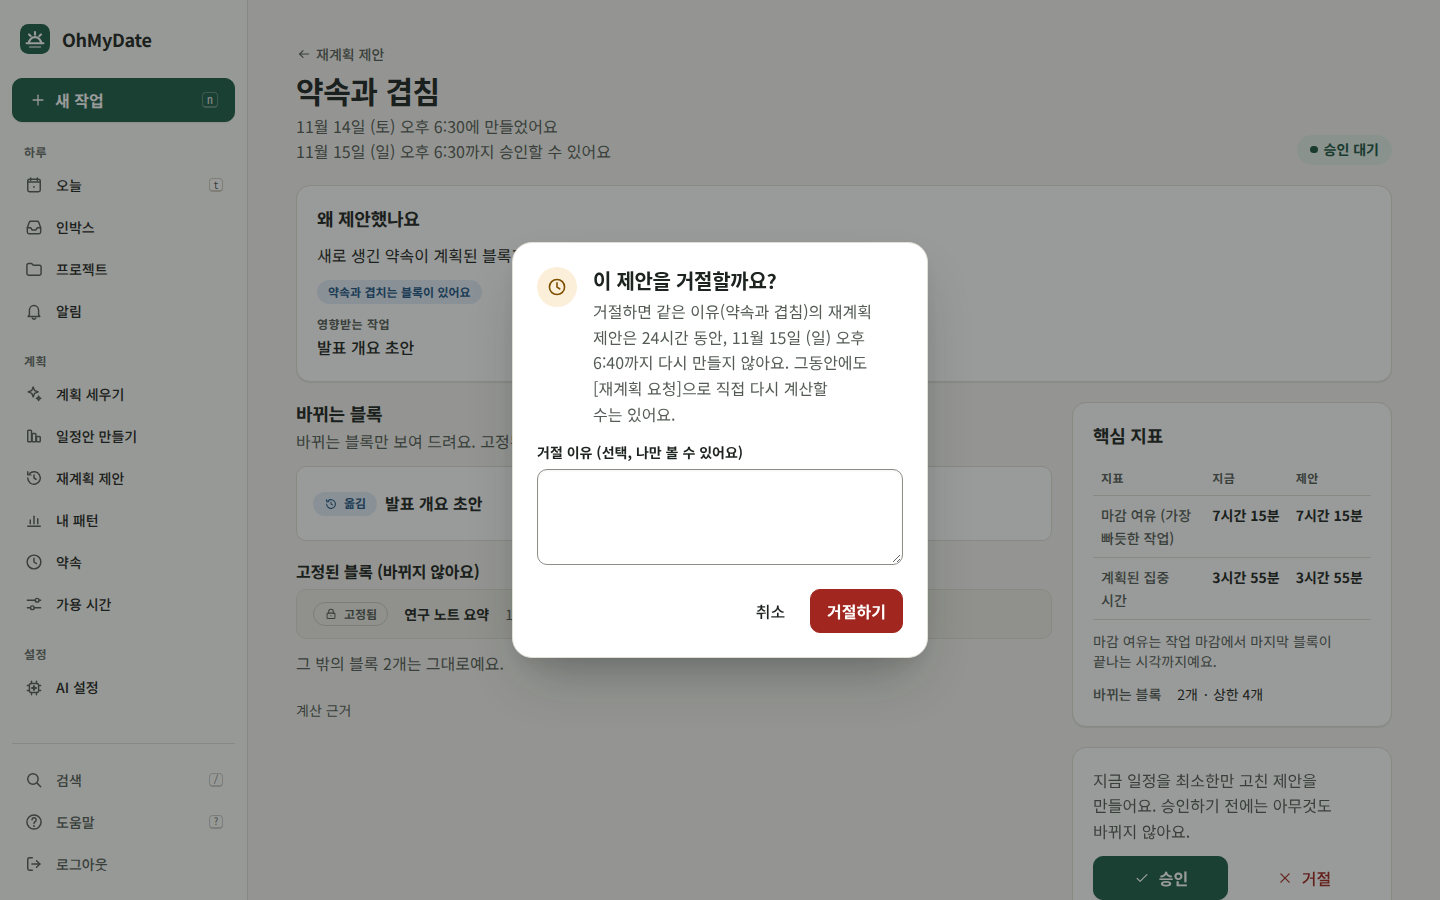 OhMyDate
새 작업
n
하루
오늘
t
인박스
프로젝트
알림
계획
계획 세우기
일정안 만들기
재계획 제안
내 패턴
약속
가용 시간
설정
AI 설정
검색
/
도움말
?
로그아웃
← 재계획 제안
약속과 겹침
11월 14일 (토) 오후 6:30에 만들었어요
11월 15일 (일) 오후 6:30까지 승인할 수 있어요
승인 대기
왜 제안했나요
새로 생긴 약속이 계획된 블록
약속과 겹치는 블록이 있어요
영향받는 작업
발표 개요 초안
바뀌는 블록
바뀌는 블록만 보여 드려요. 고정
옮김
발표 개요 초안
고정된 블록 (바뀌지 않아요)
고정됨
연구 노트 요약
1
그 밖의 블록 2개는 그대로예요.
계산 근거
이 제안을 거절할까요?
거절하면 같은 이유(약속과 겹침)의 재계획
제안은 24시간 동안, 11월 15일 (일) 오후
6:40까지 다시 만들지 않아요. 그동안에도
[재계획 요청]으로 직접 다시 계산할
수는 있어요.
거절 이유 (선택, 나만 볼 수 있어요)
취소
거절하기
핵심 지표
지표 지금 제안
마감 여유 (가장 7시간 15분 7시간 15분
빠듯한 작업)
계획된 집중 3시간 55분 3시간 55분
시간
마감 여유는 작업 마감에서 마지막 블록이
끝나는 시각까지예요.
바뀌는 블록 2개 · 상한 4개
지금 일정을 최소한만 고친 제안을
만들어요. 승인하기 전에는 아무것도
바뀌지 않아요.
승인
거절